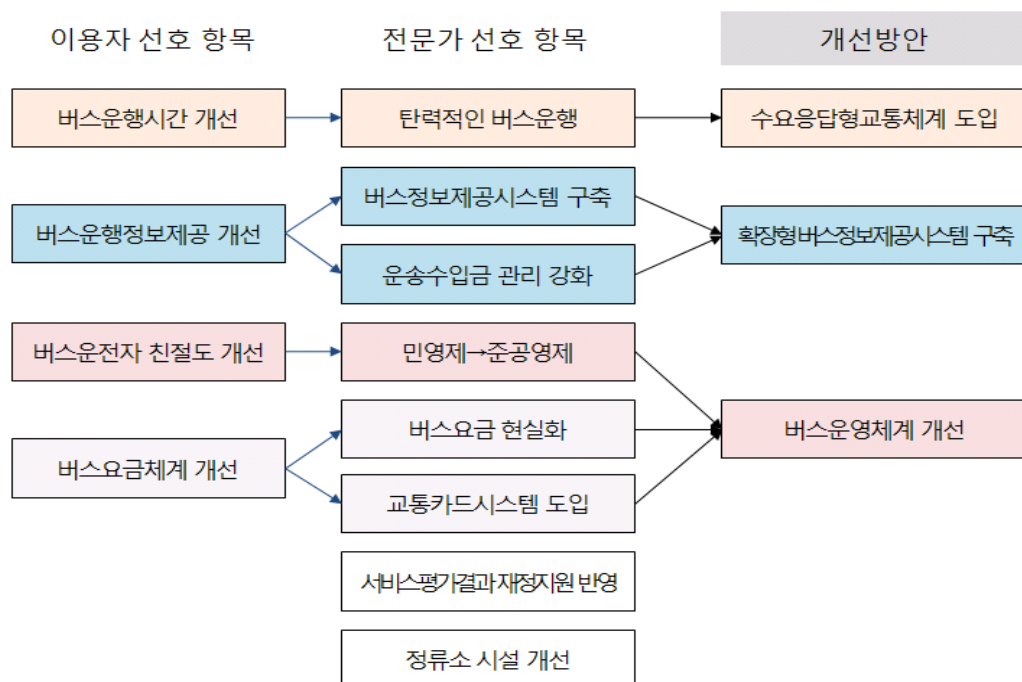 이용자 선호 항목
전문가 선호 항목
개선방안
버스운행시간 개선
탄력적인 버스운행
수요응답형교통체계 도입
버스운행정보제공 개선
버스정보제공시스템 구축
운송수입금 관리 강화
확장형 버스정보제공시스템 구축
버스운전자 친절도 개선
민영제→준공영제
버스요금체계 개선
버스요금 현실화
교통카드시스템 도입
버스운영체계 개선
서비스평가결과 재정지원 반영
정류소 시설 개선